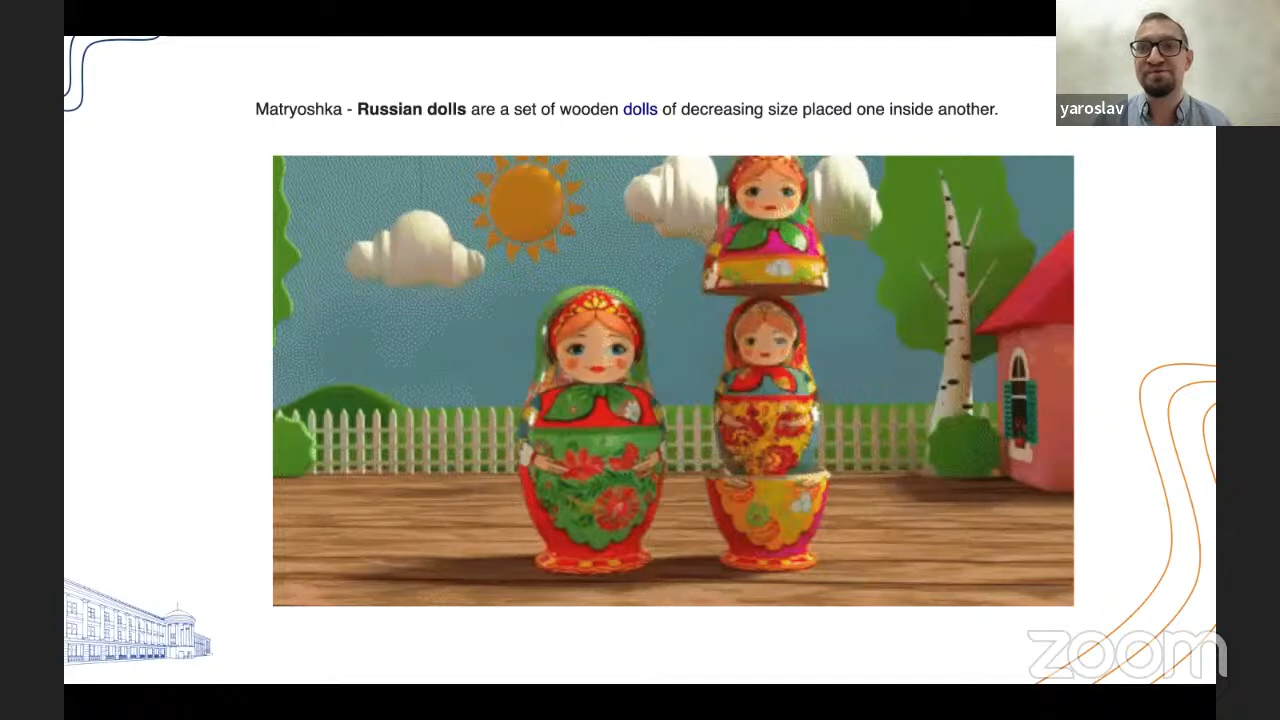 Matryoshka - Russian dolls are a set of wooden dolls of decreasing size placed one inside another.
yaroslav
zoom